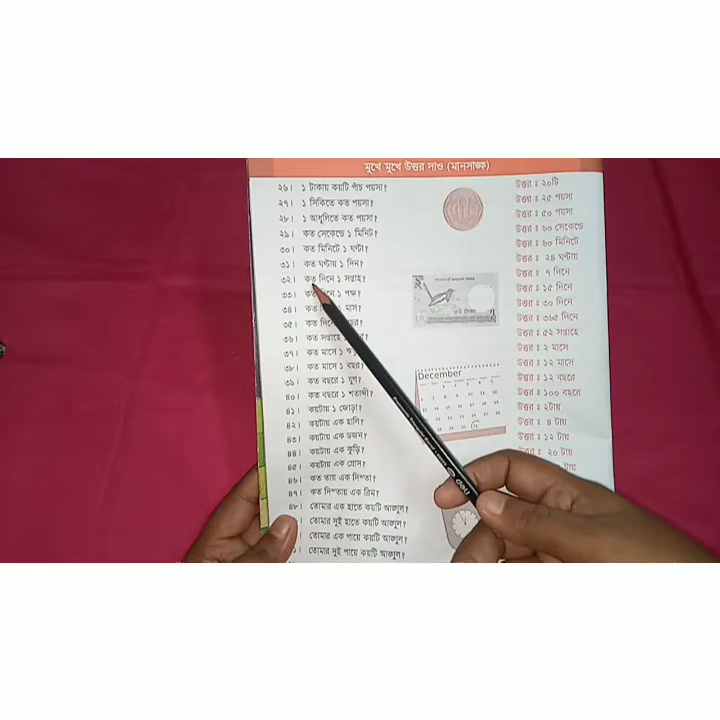 মুখে মুখে উত্তর দাও (মানসাঙ্ক)
২৬। ১ টাকায় কয়টি পাঁচ পয়সা? উত্তর ঃ ২০টি
২৭। ১ সিকিতে কত পয়সা? উত্তর ঃ ২৫ পয়সা
২৮। ১ আধুলিতে কত পয়সা? উত্তর ঃ ৫০ পয়সা
২৯। কত সেকেন্ডে ১ মিনিট? উত্তর ঃ ৬০ সেকেন্ডে
৩০। কত মিনিটে ১ ঘণ্টা? উত্তর ঃ ৬০ মিনিটে
৩১। কত ঘণ্টায় ১ দিন? উত্তর ঃ ২৪ ঘণ্টায়
৩২। কত দিনে ১ সপ্তাহ? উত্তর ঃ ৭ দিনে
৩৩। ১ পক্ষ? উত্তর ঃ ১৫ দিনে
৩৪। কত মাস? উত্তর ঃ ৩০ দিনে
৩৫। কত দিনে উত্তর ঃ ৩৬৫ দিনে
৩৬। কত সপ্তাহে উত্তর ঃ ৫২ সপ্তাহে
৩৭। কত মাসে ১ উত্তর ঃ ২ মাসে
৩৮। কত মাসে ১ বছর? উত্তর ঃ ১২ মাসে
৩৯। কত বছরে ১ যুগ? উত্তর ঃ ১২ বছরে
৪০। কত বছরে ১ শতাব্দী? উত্তর ঃ ১০০ বছরে
৪১। কয়টায় ১ জোড়া? উত্তর ঃ ২টায়
৪২। কয়টায় এক হালি? উত্তর ঃ ৪ টায়
৪৩। কয়টায় এক ডজন? উত্তর ঃ ১২ টায়
৪৪। কয়টায় এক কুড়ি? উত্তর ঃ ২০ টায়
৪৫। কয়টায় এক গ্রোস? টায়
৪৬। কত তায় এক দিস্তা?
৪৭। কত দিস্তায় এক রিম?
৪৮। তোমার এক হাতে কয়টি আঙ্গুল?
তোমার দুই হাতে কয়টি আঙ্গুল?
তোমার এক পায়ে কয়টি আঙ্গুল?
তোমার দুই পায়ে কয়টি আঙ্গুল?
December
deli